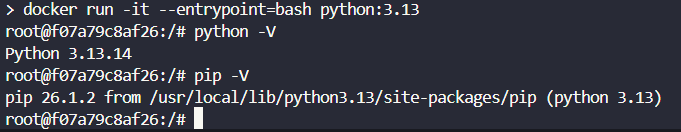 > docker run -it --entrypoint=bash python:3.13
root@f07a79c8af26:/# python -V
Python 3.13.14
root@f07a79c8af26:/# pip -V
pip 26.1.2 from /usr/local/lib/python3.13/site-packages/pip (python 3.13)
root@f07a79c8af26:/#